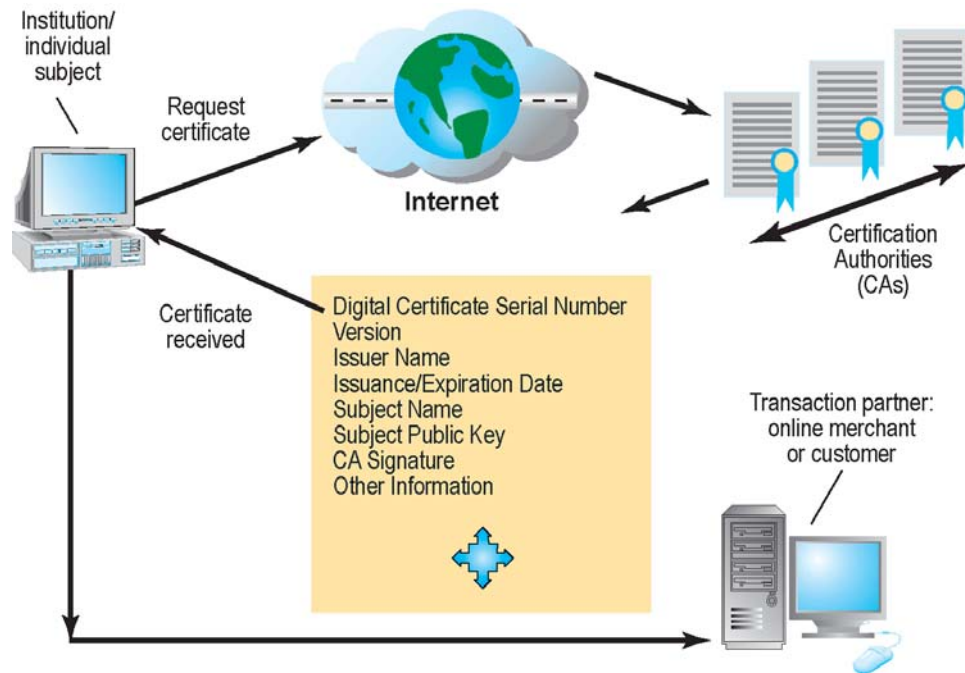 Institution/
individual
subject
Request
certificate
Internet
Certification
Authorities
(CAs)
Certificate
received
Digital Certificate Serial Number
Version
Issuer Name
Issuance/Expiration Date
Subject Name
Subject Public Key
CA Signature
Other Information
Transaction partner:
online merchant
or customer